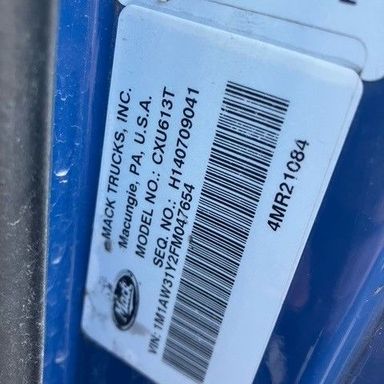 MACK TRUCKS, INC.
Macungie, PA, U.S.A.
MODEL NO.: CXU613T
SEQ. NO.: H140709041
VIN: 1M1AW31Y2FM047654
Mack
4MR21084